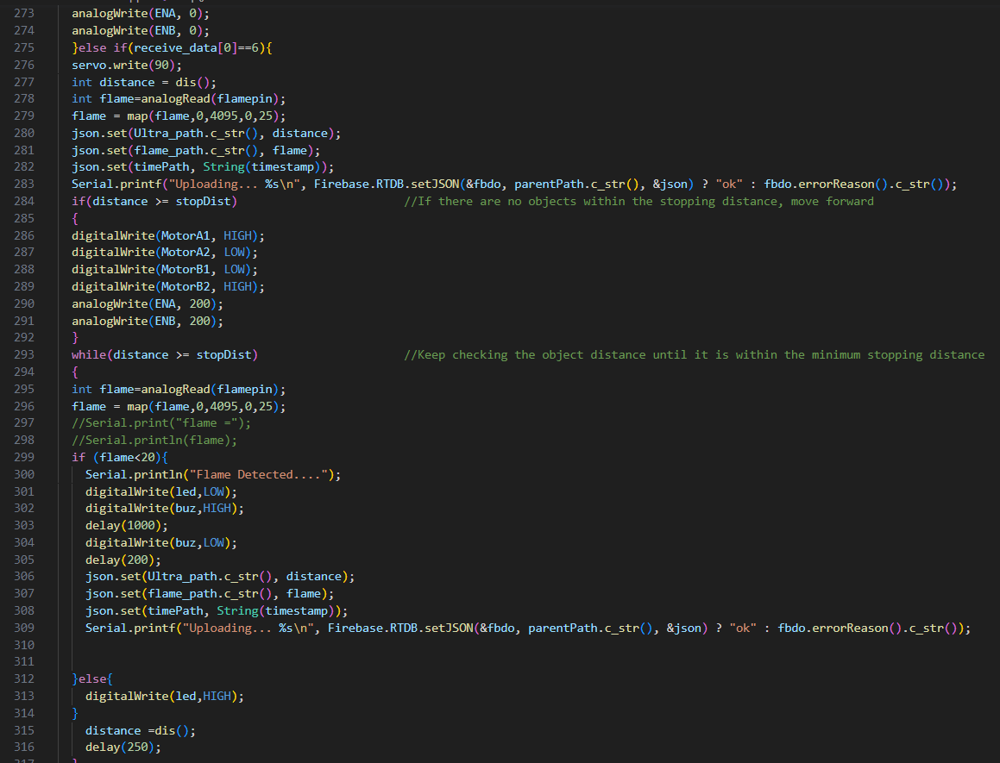 273 analogWrite(ENA, 0);
274 analogWrite(ENB, 0);
275 }else if(receive_data[0]==6){
276 servo.write(90);
277 int distance = dis();
278 int flame=analogRead(flamepin);
279 flame = map(flame,0,4095,0,25);
280 json.set(Ultra_path.c_str(), distance);
281 json.set(flame_path.c_str(), flame);
282 json.set(timePath, String(timestamp));
283 Serial.printf("Uploading... %s\n", Firebase.RTDB.setJSON(&fbdo, parentPath.c_str(), &json) ? "ok" : fbdo.errorReason().c_str());
284 if(distance >= stopDist) //If there are no objects within the stopping distance, move forward
285 {
286 digitalWrite(MotorA1, HIGH);
287 digitalWrite(MotorA2, LOW);
288 digitalWrite(MotorB1, LOW);
289 digitalWrite(MotorB2, HIGH);
290 analogWrite(ENA, 200);
291 analogWrite(ENB, 200);
292 }
293 while(distance >= stopDist) //Keep checking the object distance until it is within the minimum stopping distance
294 {
295 int flame=analogRead(flamepin);
296 flame = map(flame,0,4095,0,25);
297 //Serial.print("flame =");
298 //Serial.println(flame);
299 if (flame<20){
300 Serial.println("Flame Detected....");
301 digitalWrite(led,LOW);
302 digitalWrite(buz,HIGH);
303 delay(1000);
304 digitalWrite(buz,LOW);
305 delay(200);
306 json.set(Ultra_path.c_str(), distance);
307 json.set(flame_path.c_str(), flame);
308 json.set(timePath, String(timestamp));
309 Serial.printf("Uploading... %s\n", Firebase.RTDB.setJSON(&fbdo, parentPath.c_str(), &json) ? "ok" : fbdo.errorReason().c_str());
310
311
312 }else{
313 digitalWrite(led,HIGH);
314 }
315 distance =dis();
316 delay(250);
317 }